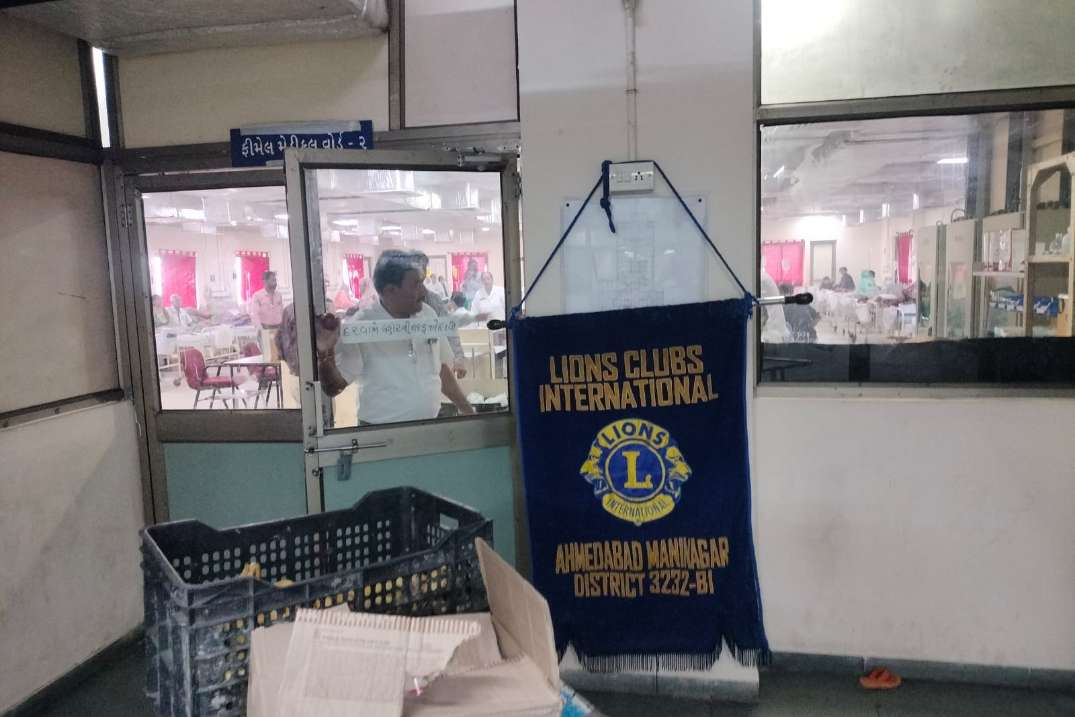 ફીમેલ મેડીકલ વોર્ડ - ૨
LIONS CLUBS
INTERNATIONAL
LIONS
L
INTERNATIONAL
AHMEDABAD MANINAGAR
DISTRICT 3232-B1